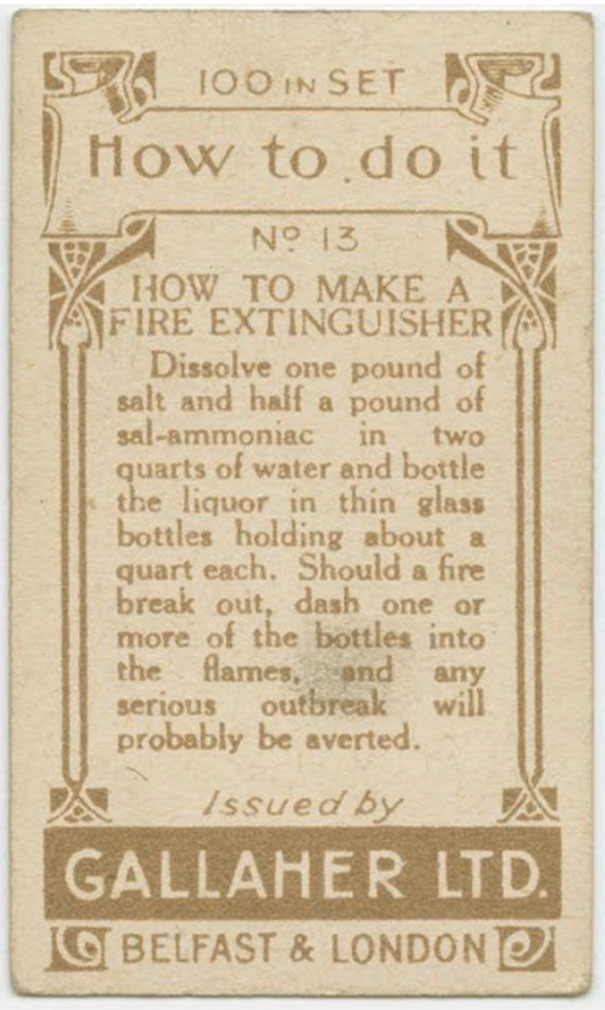 100 IN SET
How to do it
Nº 13
HOW TO MAKE A
FIRE EXTINGUISHER
Dissolve one pound of
salt and half a pound of
sal-ammoniac in two
quarts of water and bottle
the liquor in thin glass
bottles holding about a
quart each. Should a fire
break out, dash one or
more of the bottles into
the flames, and any
serious outbreak will
probably be averted.
Issued by
GALLAHER LTD.
BELFAST & LONDON